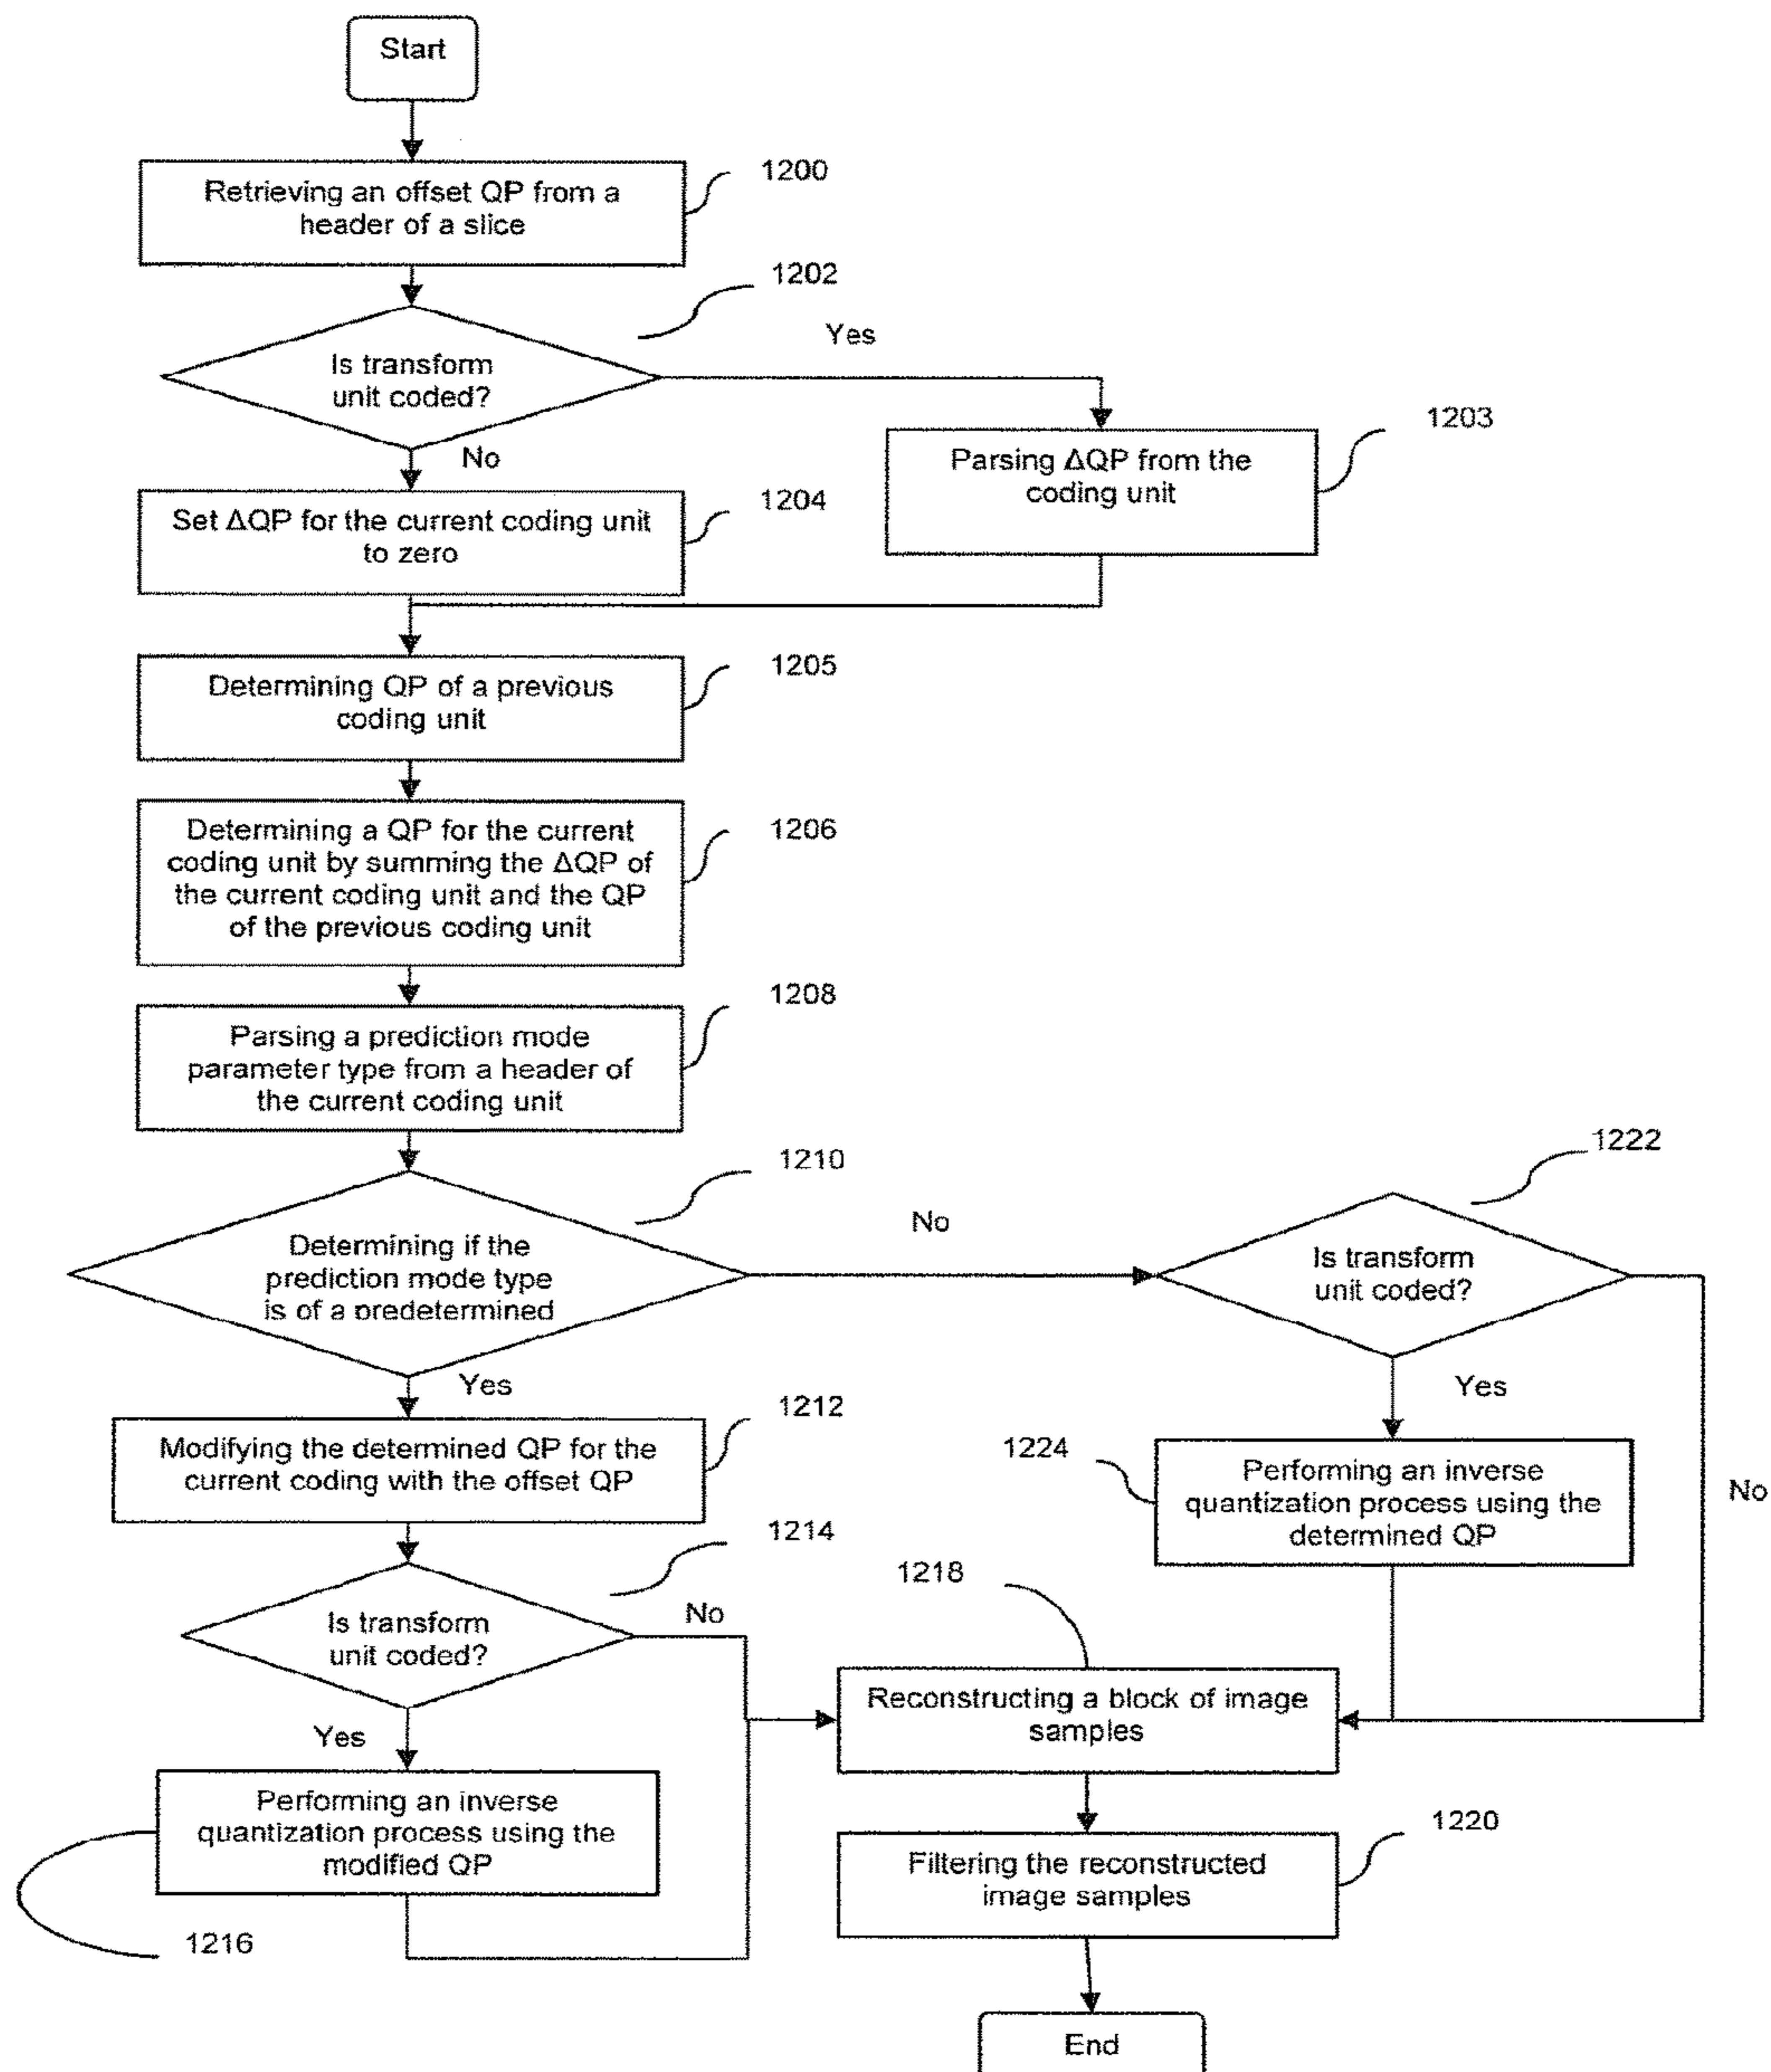 Start
Retrieving an offset QP from a
header of a slice
1200
1202
Is transform
unit coded?
Yes
No
1203
Parsing ΔQP from the
coding unit
1204
Set ΔQP for the current coding unit
to zero
1205
Determining QP of a previous
coding unit
1206
Determining a QP for the current
coding unit by summing the ΔQP of
the current coding unit and the QP
of the previous coding unit
1208
Parsing a prediction mode
parameter type from a header of
the current coding unit
1210
Determining if the
prediction mode type
is of a predetermined
No
Yes
1222
Is transform
unit coded?
Yes
No
1212
Modifying the determined QP for the
current coding with the offset QP
1224
Performing an inverse
quantization process using the
determined QP
1214
Is transform
unit coded?
No
Yes
1218
Reconstructing a block of image
samples
Performing an inverse
quantization process using the
modified QP
1216
1220
Filtering the reconstructed
image samples
End